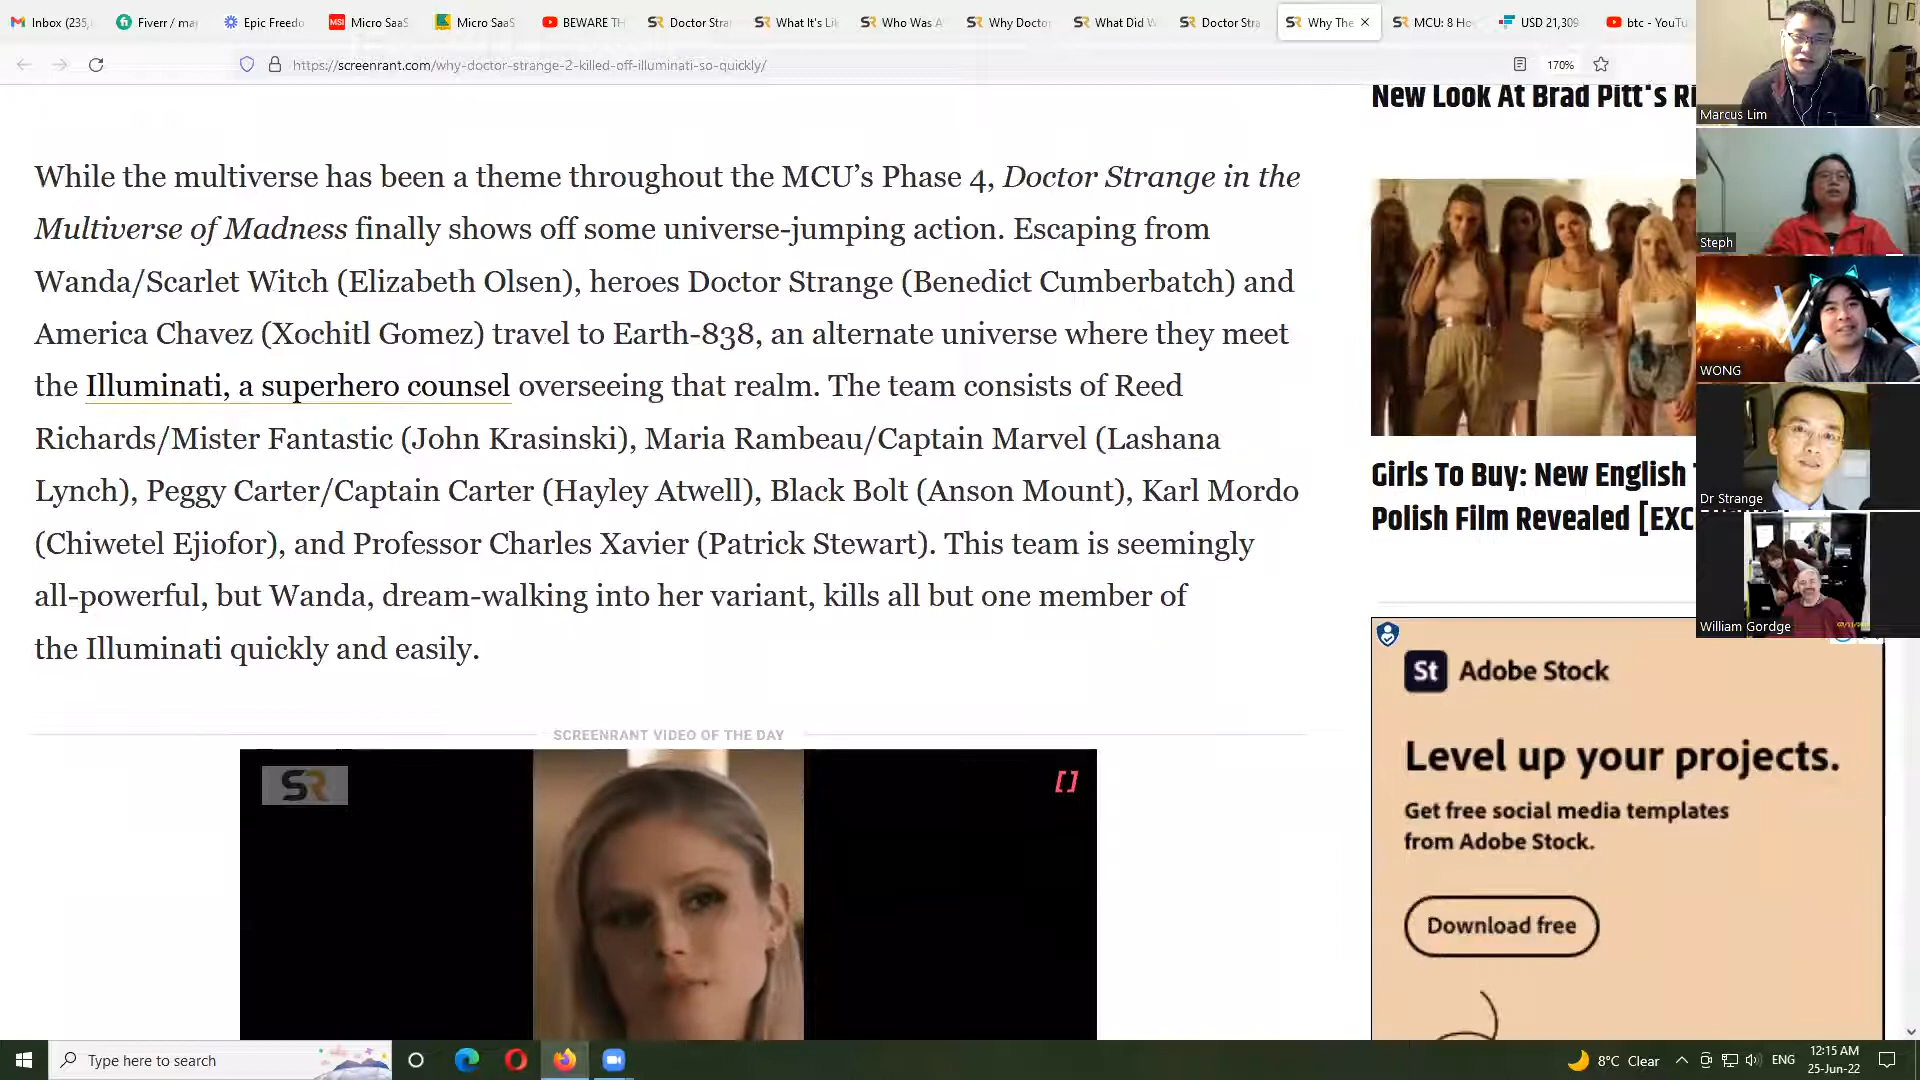 Inbox (235,
Fiverr / ma
Epic Freedo
MSI
Micro SaaS
Micro SaaS
BEWARE TH
Doctor Stra
What It's Li
Who Was A
Why Docto
What Did W
Doctor Stra
Why The
MCU: 8 Ho
USD 21,309
btc - YouTu
https://screenrant.com/why-doctor-strange-2-killed-off-illuminati-so-quickly/
170%
While the multiverse has been a theme throughout the MCU’s Phase 4, Doctor Strange in the
Multiverse of Madness finally shows off some universe-jumping action. Escaping from
Wanda/Scarlet Witch (Elizabeth Olsen), heroes Doctor Strange (Benedict Cumberbatch) and
America Chavez (Xochitl Gomez) travel to Earth-838, an alternate universe where they meet
the Illuminati, a superhero counsel overseeing that realm. The team consists of Reed
Richards/Mister Fantastic (John Krasinski), Maria Rambeau/Captain Marvel (Lashana
Lynch), Peggy Carter/Captain Carter (Hayley Atwell), Black Bolt (Anson Mount), Karl Mordo
(Chiwetel Ejiofor), and Professor Charles Xavier (Patrick Stewart). This team is seemingly
all-powerful, but Wanda, dream-walking into her variant, kills all but one member of
the Illuminati quickly and easily.
SCREENRANT VIDEO OF THE DAY
SR
New Look At Brad Pitt's Ri
Girls To Buy: New English
Polish Film Revealed [EXC
St Adobe Stock
Level up your projects.
Get free social media templates
from Adobe Stock.
Download free
Marcus Lim
Steph
WONG
Dr Strange
William Gordge
Type here to search
8°C Clear
ENG
12:15 AM
25-Jun-22